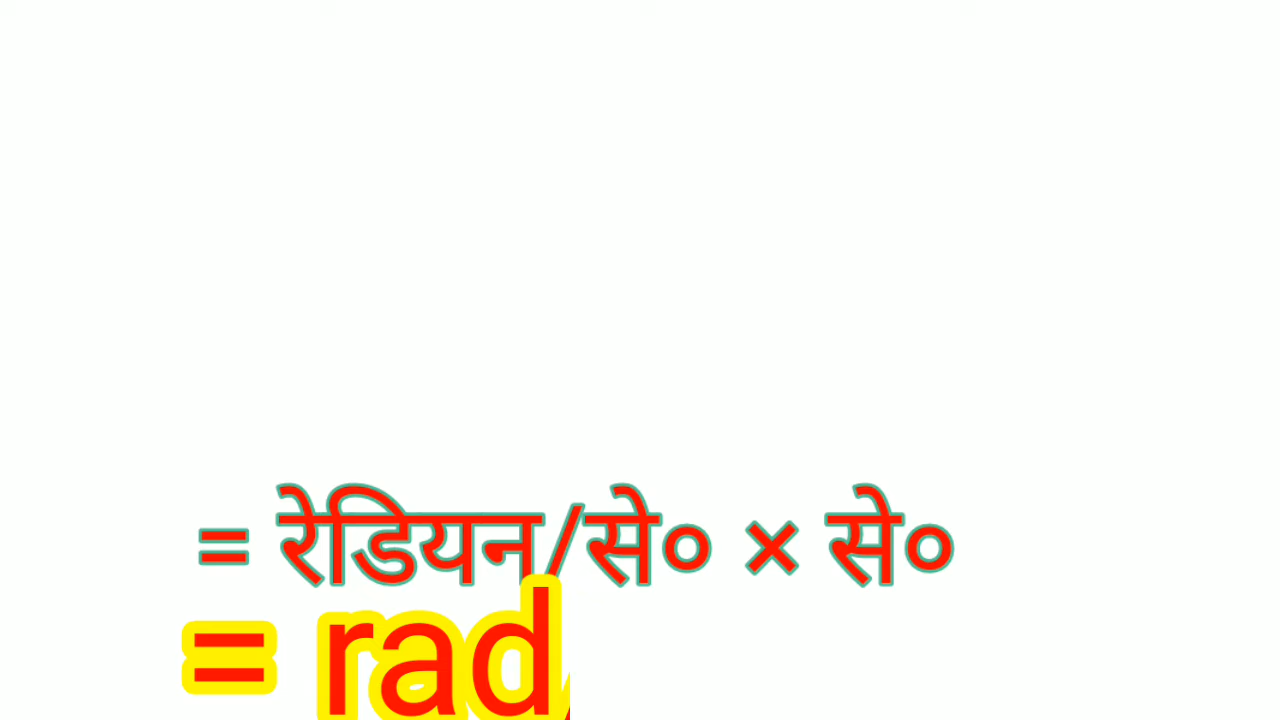 = रेडियन/से० × से०
= rad